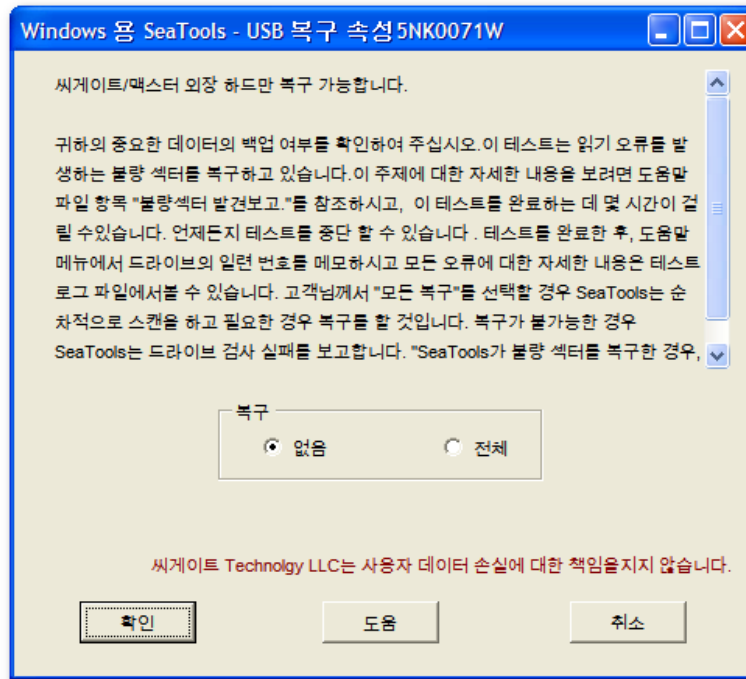 Windows 용 SeaTools - USB 복구 속성5NK0071W
씨게이트/맥스터 외장 하드만 복구 가능합니다.
귀하의 중요한 데이터의 백업 여부를 확인하여 주십시오.이 테스트는 읽기 오류를 발
생하는 불량 섹터를 복구하고 있습니다.이 주제에 대한 자세한 내용을 보려면 도움말
파일 항목 "불량섹터 발견보고."를 참조하시고, 이 테스트를 완료하는 데 몇 시간이 걸
릴 수있습니다. 언제든지 테스트를 중단 할 수 있습니다 . 테스트를 완료한 후, 도움말
메뉴에서 드라이브의 일련 번호를 메모하시고 모든 오류에 대한 자세한 내용은 테스트
로그 파일에서볼 수 있습니다. 고객님께서 "모든 복구"를 선택할 경우 SeaTools는 순
차적으로 스캔을 하고 필요한 경우 복구를 할 것입니다. 복구가 불가능한 경우
SeaTools는 드라이브 검사 실패를 보고합니다. "SeaTools가 불량 섹터를 복구한 경우,
복구
없음 전체
씨게이트 Technolgy LLC는 사용자 데이터 손실에 대한 책임을지지 않습니다.
확인 도움 취소